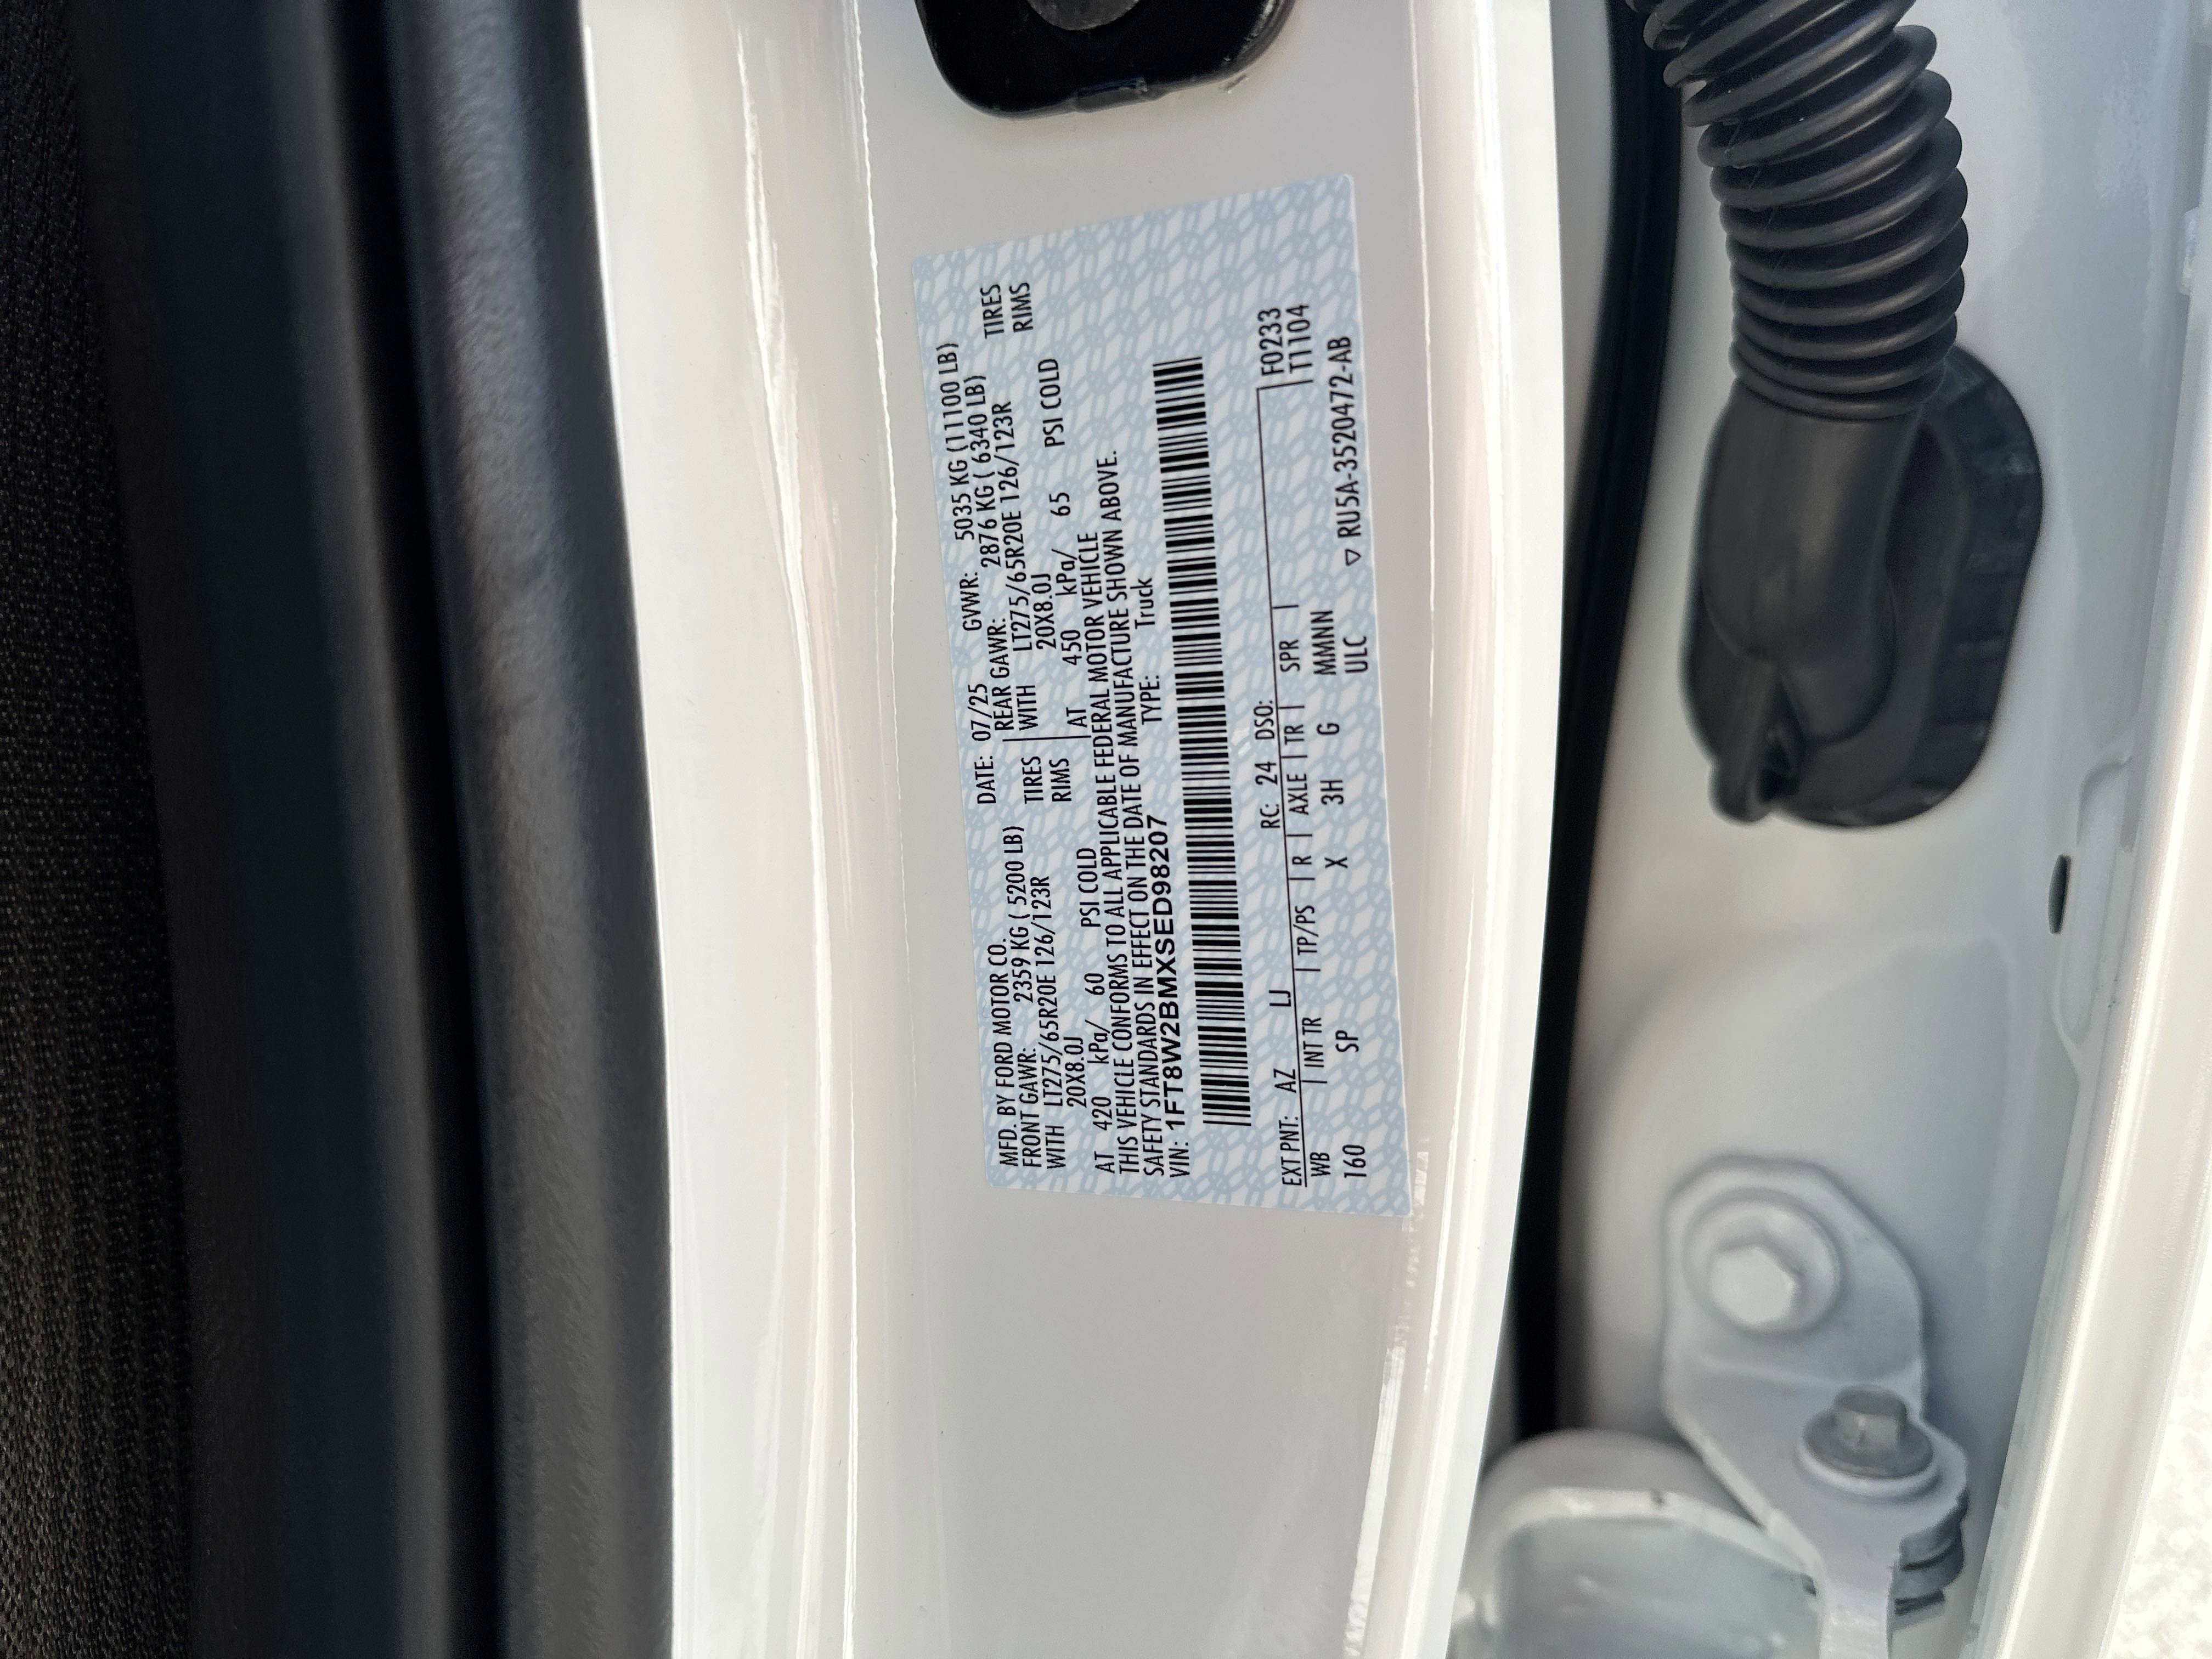 MFD. BY FORD MOTOR CO. DATE: 07/25 GVWR: 5035 KG (11100 LB)
FRONT GAWR: 2359 KG ( 5200 LB) REAR GAWR: 2876 KG ( 6340 LB)
WITH LT275/65R20E 126/123R TIRES WITH LT275/65R20E 126/123R TIRES
20X8.0J RIMS 20X8.0J RIMS
AT 420 kPa/ 60 PSI COLD AT 450 kPa/ 65 PSI COLD
THIS VEHICLE CONFORMS TO ALL APPLICABLE FEDERAL MOTOR VEHICLE
SAFETY STANDARDS IN EFFECT ON THE DATE OF MANUFACTURE SHOWN ABOVE.
VIN: 1FT8W2BMXSED98207 TYPE: Truck
F0233
EXT PNT: AZ LJ RC: 24 DSO: T1104
WB INT TR TP/PS R AXLE TR SPR
160 SP X 3H G MMMNN ▽ RU5A-3520472-AB
ULC